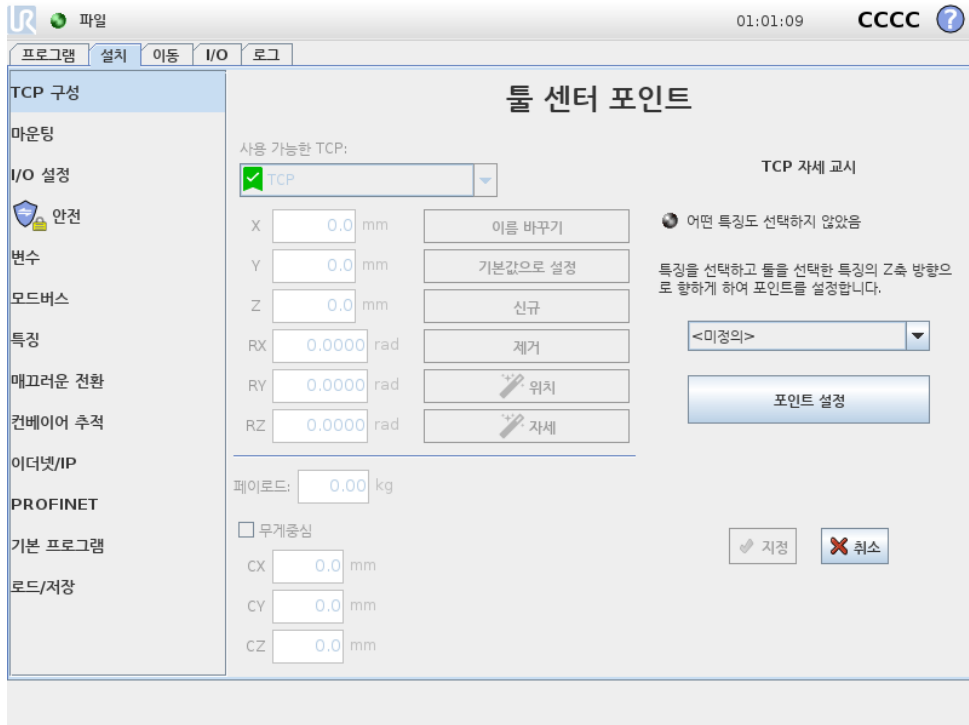 UR 파일 01:01:09 CCCC ?
프로그램 설치 이동 I/O 로그
TCP 구성
마운팅
I/O 설정
안전
변수
모드버스
특징
매끄러운 전환
컨베이어 추적
이더넷/IP
PROFINET
기본 프로그램
로드/저장
툴 센터 포인트
사용 가능한 TCP:
TCP
X 0.0 mm 이름 바꾸기
Y 0.0 mm 기본값으로 설정
Z 0.0 mm 신규
RX 0.0000 rad 제거
RY 0.0000 rad 위치
RZ 0.0000 rad 자세
페이로드: 0.00 kg
무게중심
CX 0.0 mm
CY 0.0 mm
CZ 0.0 mm
TCP 자세 교시
어떤 특징도 선택하지 않았음
특징을 선택하고 툴을 선택한 특징의 Z축 방향으
로 향하게 하여 포인트를 설정합니다.
<미정의>
포인트 설정
지정 취소